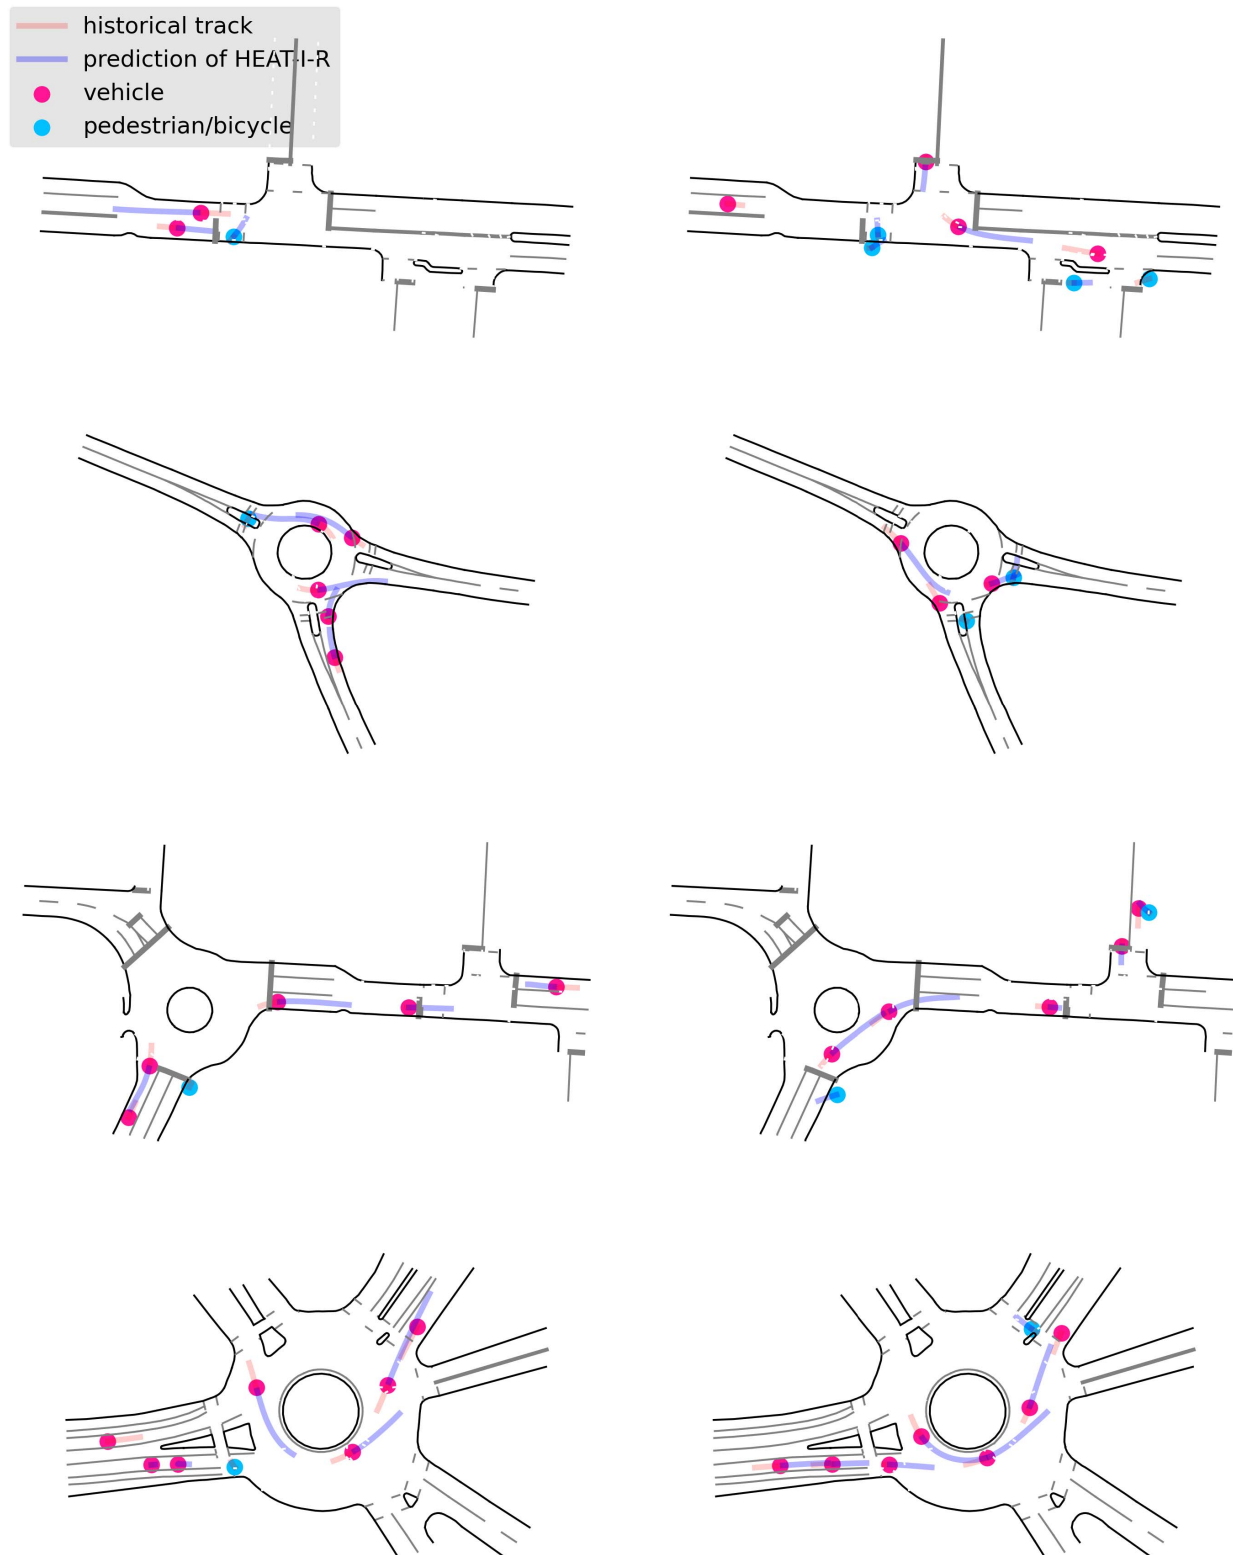 historical track
prediction of HEAT-I-R
vehicle
pedestrian/bicycle